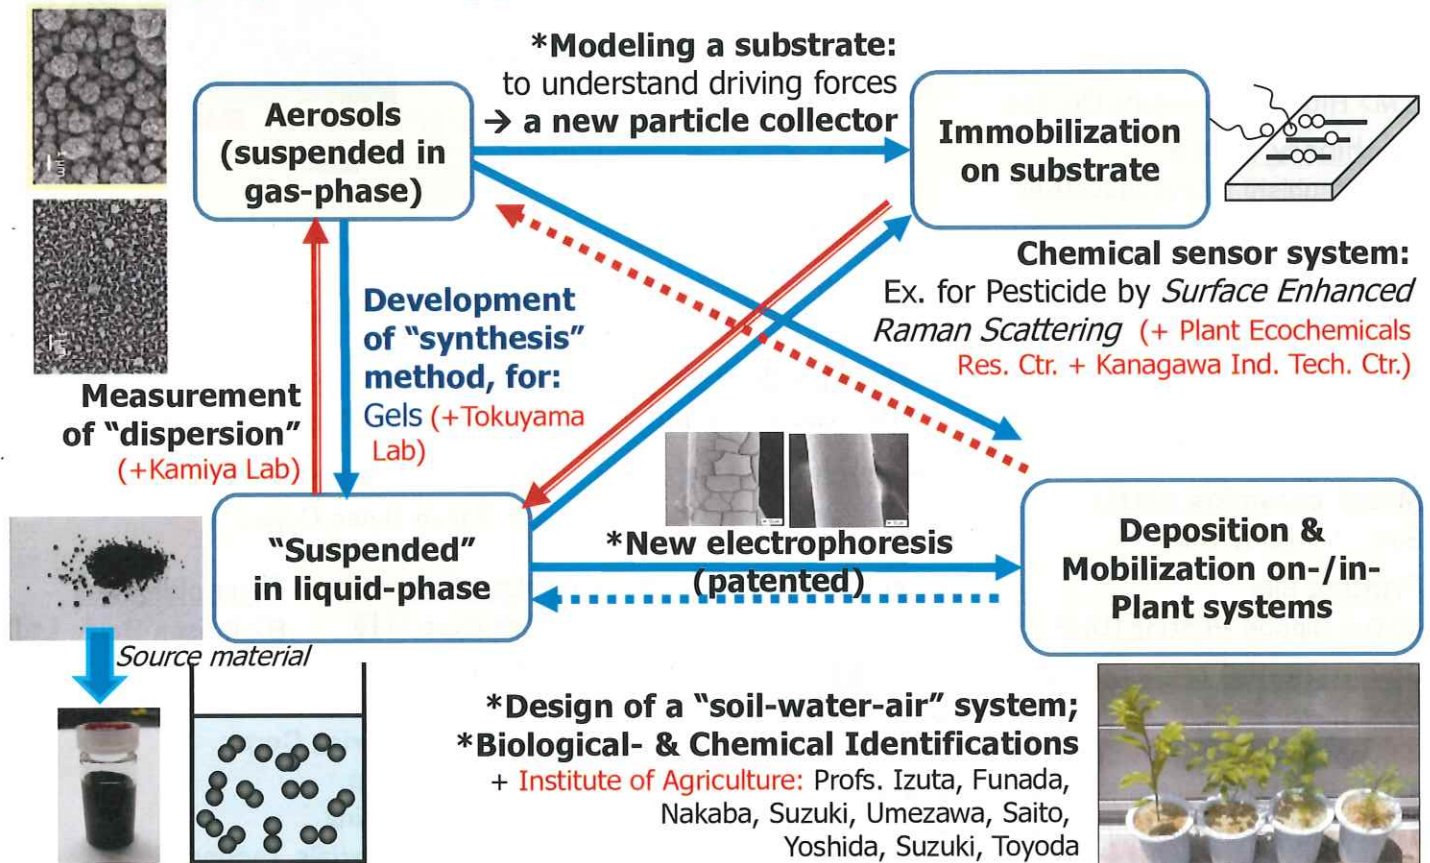 *Modeling a substrate:
to understand driving forces
→ a new particle collector
Aerosols
(suspended in
gas-phase)
Immobilization
on substrate
Chemical sensor system:
Ex. for Pesticide by Surface Enhanced
Raman Scattering (+ Plant Ecochemicals
Res. Ctr. + Kanagawa Ind. Tech. Ctr.)
Development
of “synthesis”
method, for:
Gels (+Tokuyama
Lab)
Measurement
of “dispersion”
(+Kamiya Lab)
“Suspended”
in liquid-phase
*New electrophoresis
(patented)
Deposition &
Mobilization on-/in-
Plant systems
Source material
*Design of a “soil-water-air” system;
*Biological- & Chemical Identifications
+ Institute of Agriculture: Profs. Izuta, Funada,
Nakaba, Suzuki, Umezawa, Saito,
Yoshida, Suzuki, Toyoda